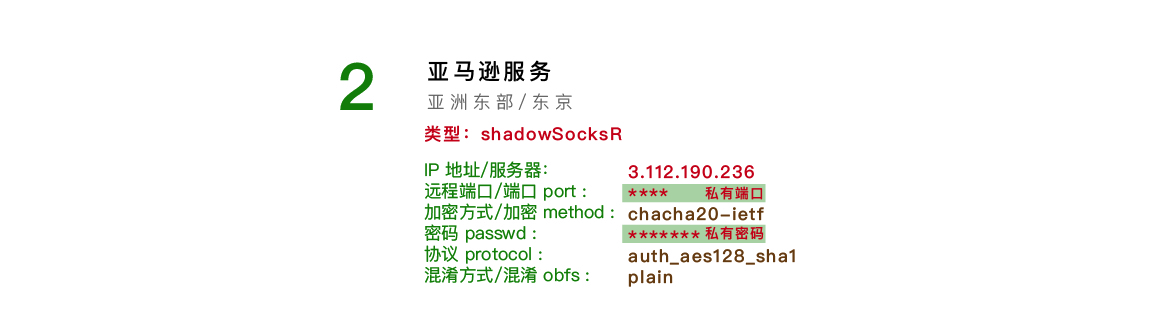 2
亚马逊服务
亚洲东部/东京
类型：shadowSocksR
IP 地址/服务器： 3.112.190.236
远程端口/端口 port : **** 私有端口
加密方式/加密 method : chacha20-ietf
密码 passwd : ******* 私有密码
协议 protocol : auth_aes128_sha1
混淆方式/混淆 obfs : plain